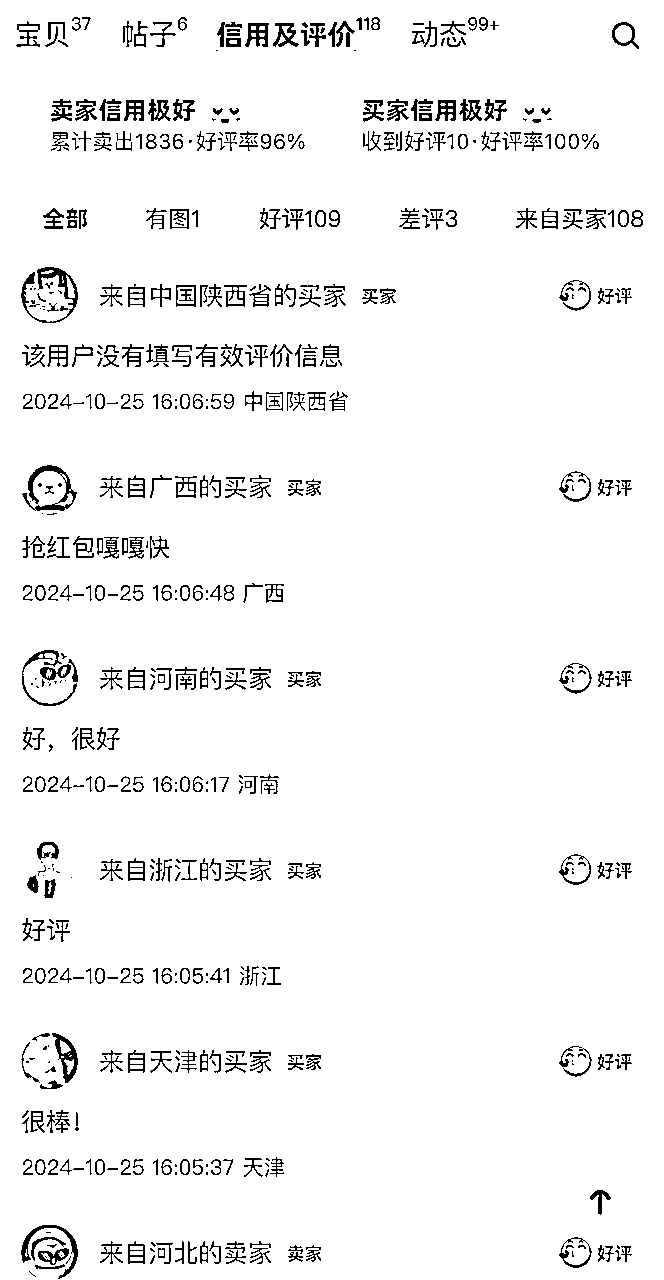 宝贝37 帖子6 信用及评价118 动态99+
卖家信用极好 买家信用极好
累计卖出1836·好评率96% 收到好评10·好评率100%
全部 有图1 好评109 差评3 来自买家108
来自中国陕西省的买家 买家 好评
该用户没有填写有效评价信息
2024-10-25 16:06:59 中国陕西省
来自广西的买家 买家 好评
抢红包嘎嘎快
2024-10-25 16:06:48 广西
来自河南的买家 买家 好评
好，很好
2024-10-25 16:06:17 河南
来自浙江的买家 买家 好评
好评
2024-10-25 16:05:41 浙江
来自天津的买家 买家 好评
很棒！
2024-10-25 16:05:37 天津
来自河北的卖家 卖家 好评